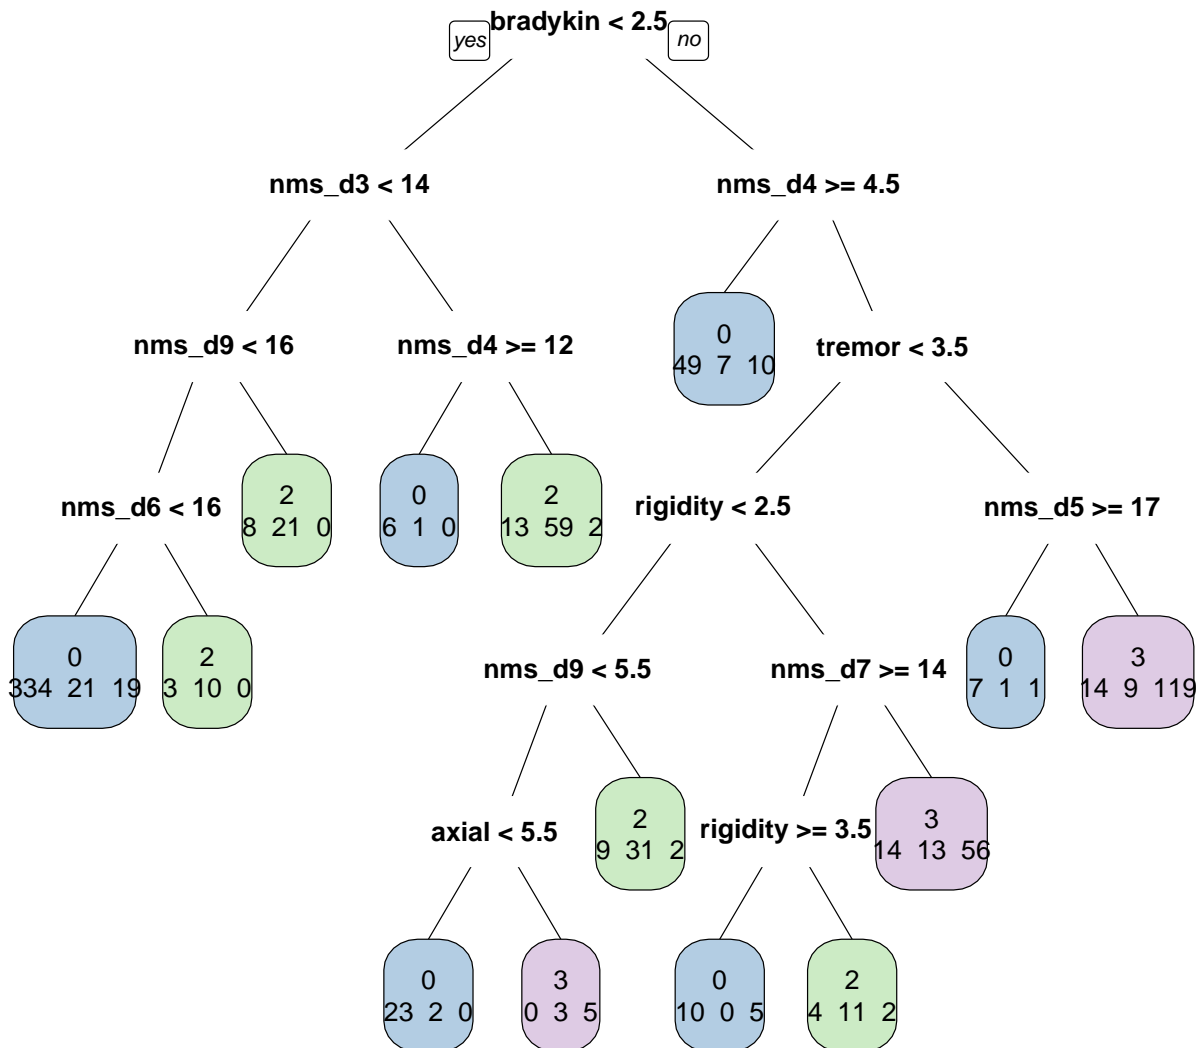 bradykin < 2.5
yes
no
nms_d3 < 14
nms_d4 >= 4.5
nms_d9 < 16
nms_d4 >= 12
0
49 7 10
tremor < 3.5
nms_d6 < 16
2
8 21 0
0
6 1 0
2
13 59 2
rigidity < 2.5
nms_d5 >= 17
0
334 21 19
2
3 10 0
nms_d9 < 5.5
nms_d7 >= 14
0
7 1 1
3
14 9 119
axial < 5.5
2
9 31 2
rigidity >= 3.5
3
14 13 56
0
23 2 0
3
0 3 5
0
10 0 5
2
4 11 2